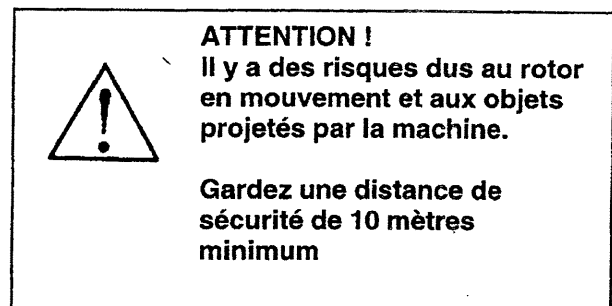 ATTENTION !
Il y a des risques dus au rotor
en mouvement et aux objets
projetés par la machine.
Gardez une distance de
sécurité de 10 mètres
minimum